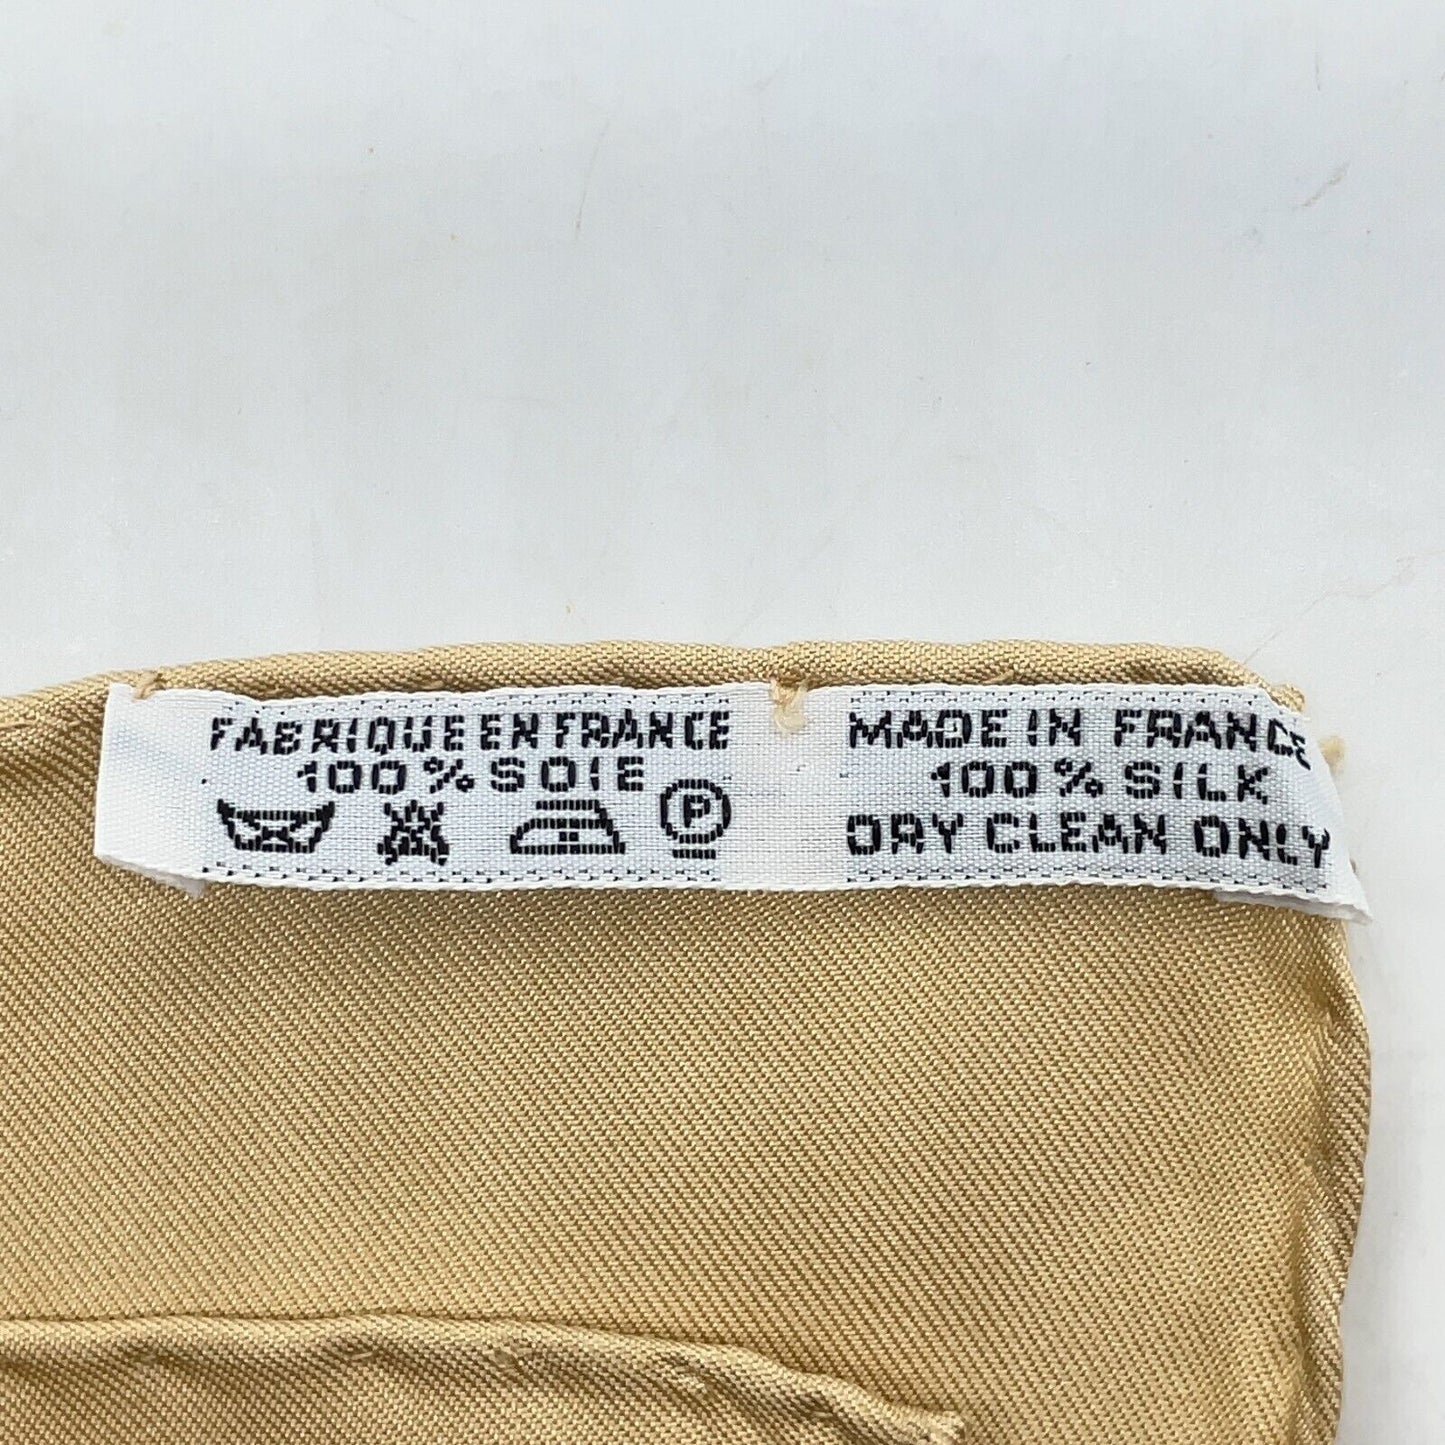 FABRIQUE EN FRANCE
100% SOIE
P
MADE IN FRANCE
100% SILK
DRY CLEAN ONLY